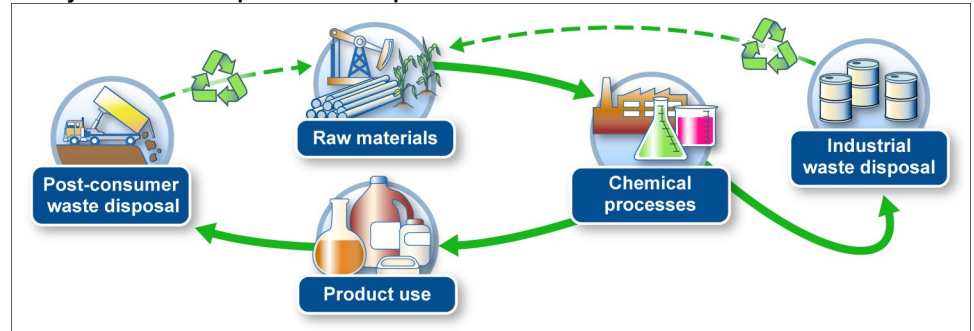 Raw materials
Post-consumer
waste disposal
Chemical
processes
Industrial
waste disposal
Product use